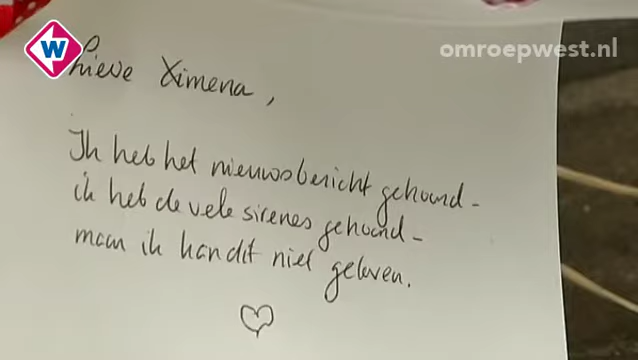 W
omroepwest.nl
Lieve Ximena,
Ik heb het nieuwsbericht gehoord -
ik heb de vele sirenes gehoord -
maar ik kan dit niet geloven.